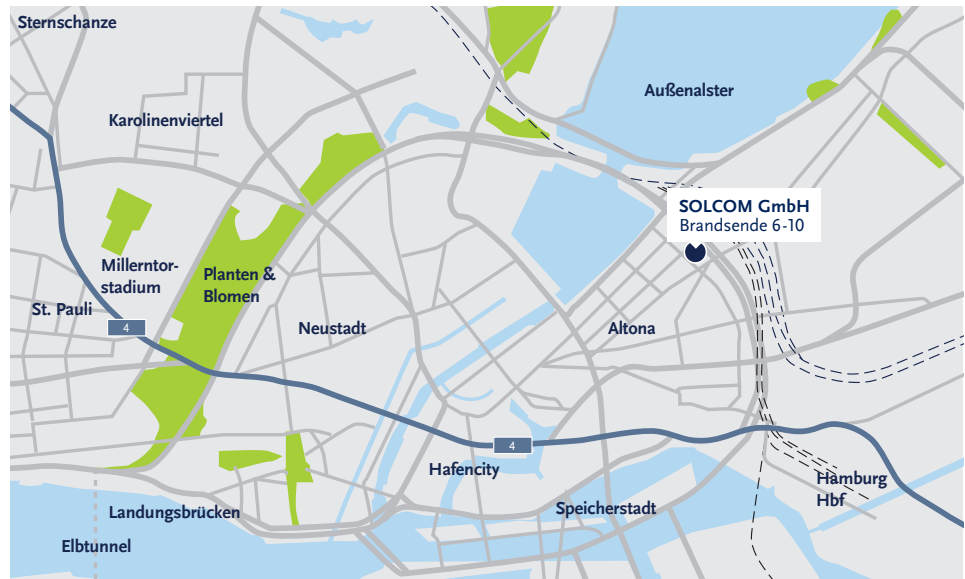 Sternschanze
Außenalster
Karolinenviertel
SOLCOM GmbH
Brandsende 6-10
Millerntor-
stadium
Planten &
Blomen
St. Pauli
4
Neustadt
Altona
4
Hafencity
Hamburg
Hbf
Landungsbrücken
Speicherstadt
Elbtunnel